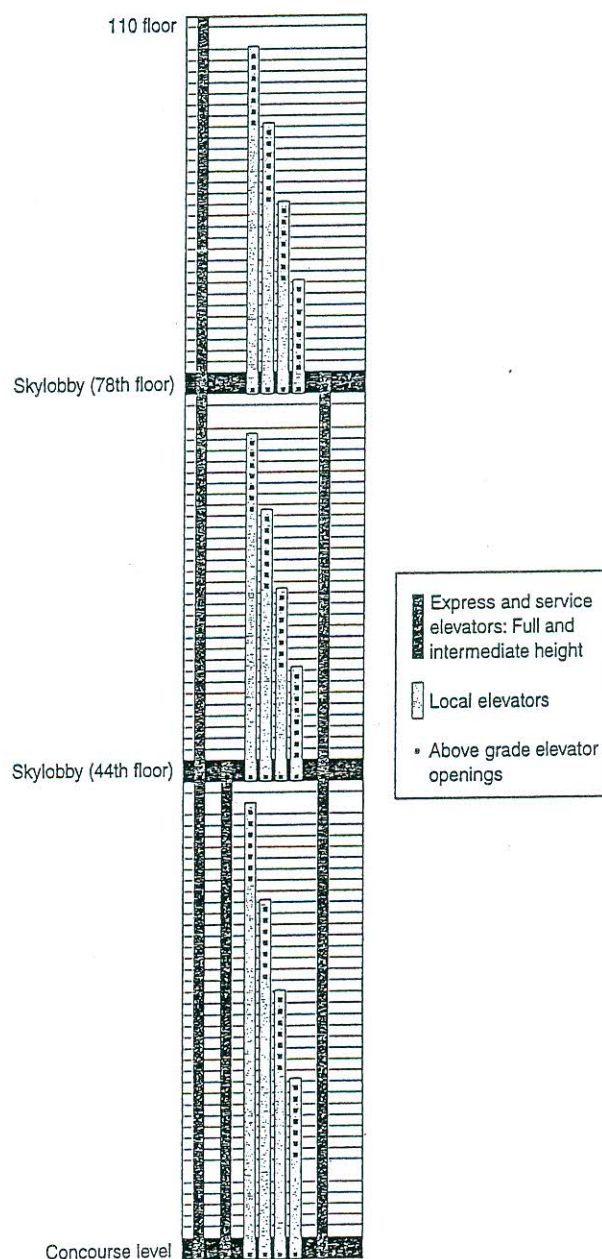 110 floor
Skylobby (78th floor)
Express and service
elevators: Full and
intermediate height
Local elevators
Above grade elevator
openings
Skylobby (44th floor)
Concourse level